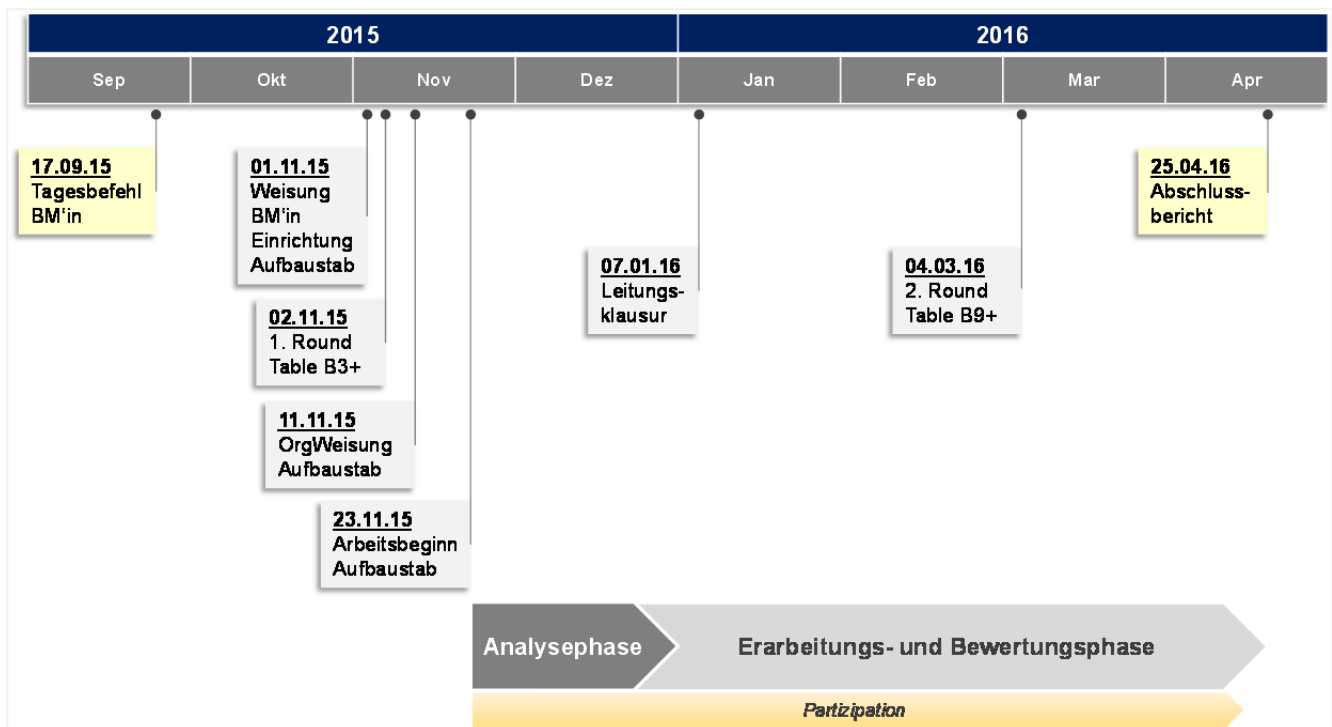 2015
2016
Sep
Okt
Nov
Dez
Jan
Feb
Mar
Apr
17.09.15
Tagesbefehl
BM'in
01.11.15
Weisung
BM'in
Einrichtung
Aufbaustab
02.11.15
1. Round
Table B3+
11.11.15
OrgWeisung
Aufbaustab
23.11.15
Arbeitsbeginn
Aufbaustab
07.01.16
Leitungs-
klausur
04.03.16
2. Round
Table B9+
25.04.16
Abschluss-
bericht
Analysephase
Erarbeitungs- und Bewertungsphase
Partizipation